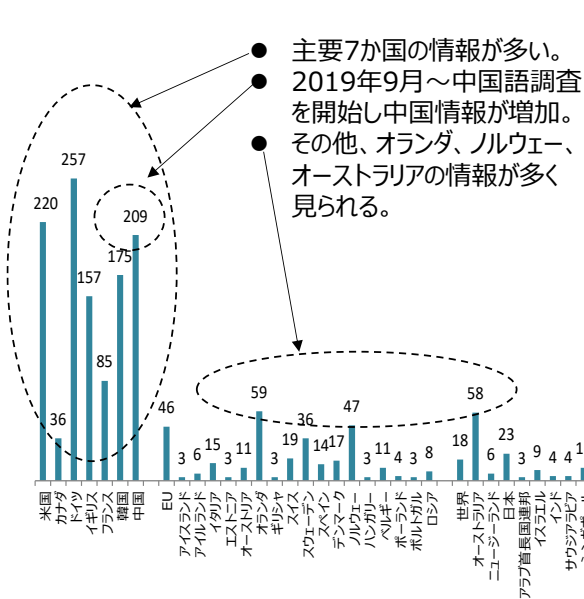 ● 主要7か国の情報が多い。
● 2019年9月～中国語調査
を開始し中国情報が増加。
● その他、オランダ、ノルウェー、
オーストラリアの情報が多く
見られる。
220
36
257
157
85
175
209
46
3
6
15
3
11
59
3
19
36
14
17
47
3
11
4
3
8
18
58
6
23
3
9
4
4
米国
カナダ
ドイツ
イギリス
フランス
韓国
中国
EU
アイスランド
アイルランド
イタリア
エストニア
オーストリア
オランダ
ギリシャ
スイス
スウェーデン
スペイン
デンマーク
ノルウェー
ハンガリー
ベルギー
ポーランド
ポルトガル
ロシア
世界
オーストラリア
ニュージーランド
日本
アラブ首長国連邦
イスラエル
インド
サウジアラビア